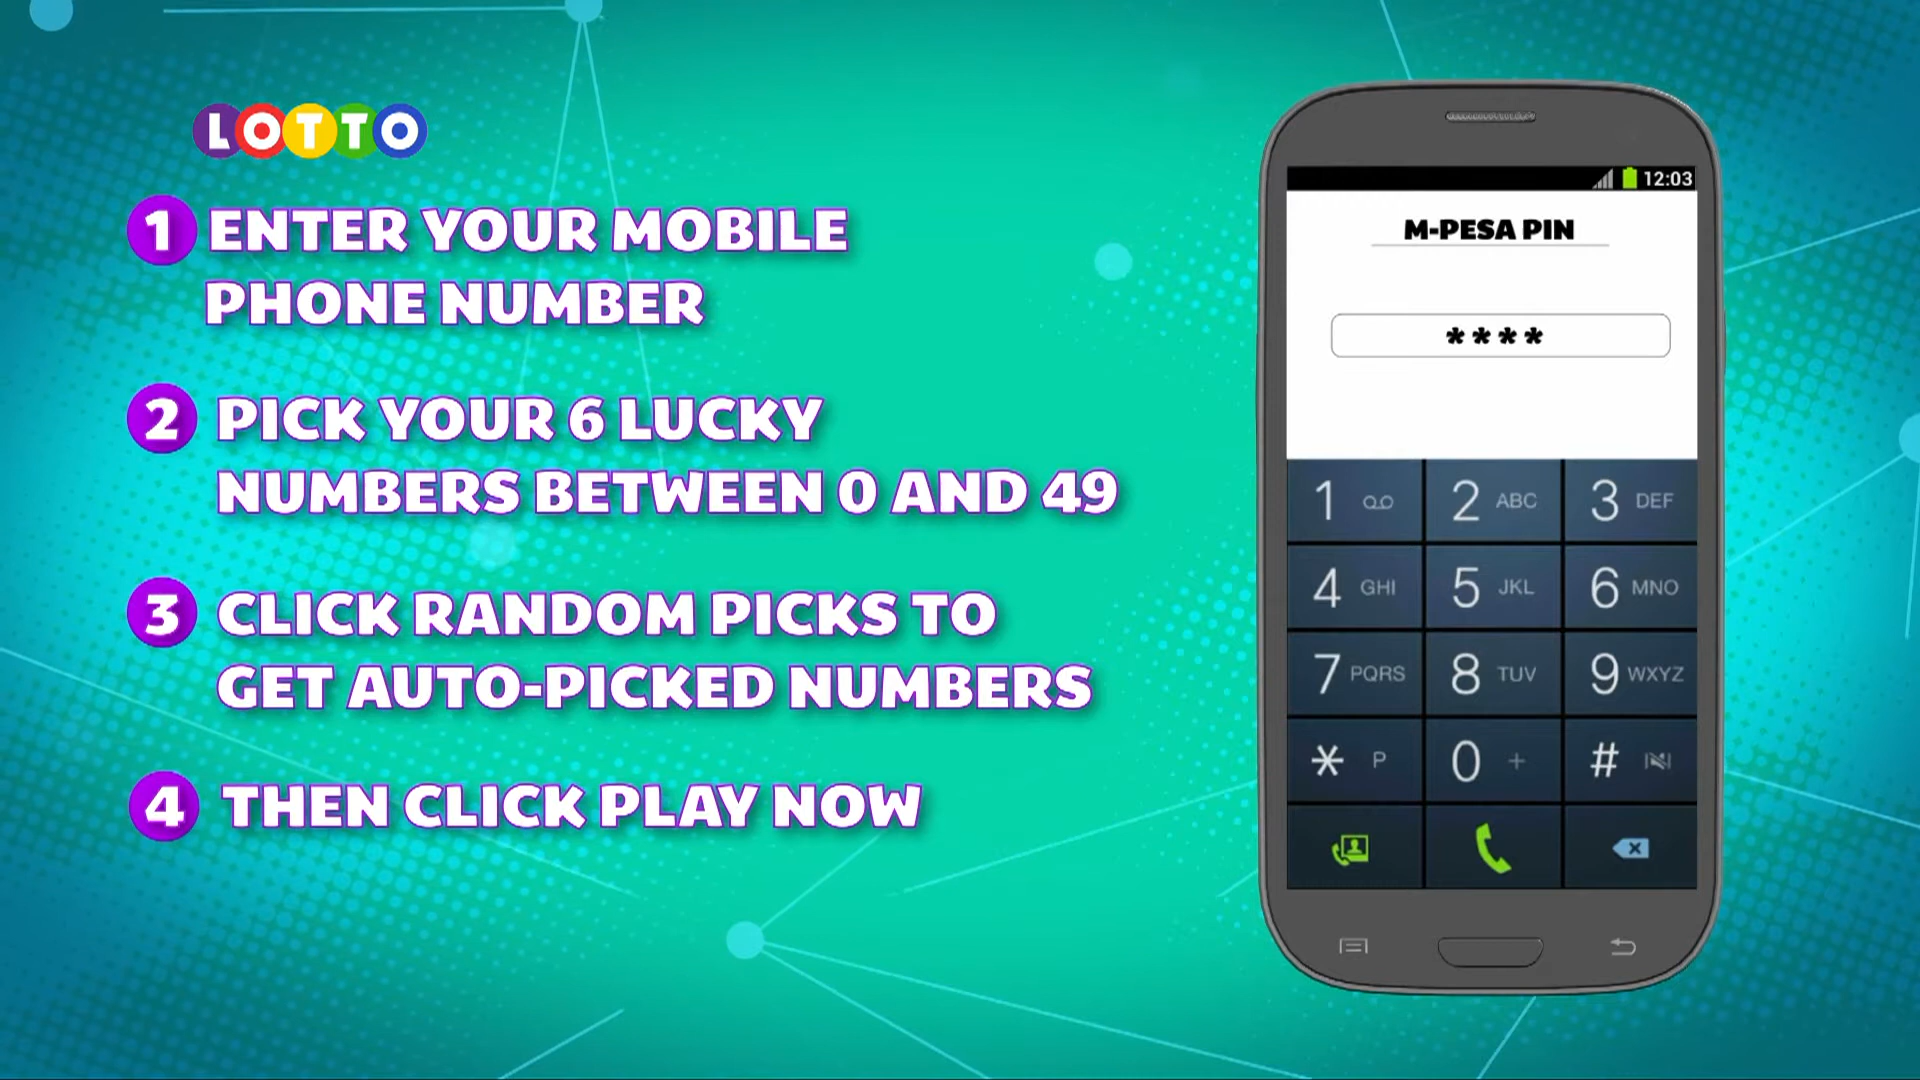 LOTTO
1 ENTER YOUR MOBILE
PHONE NUMBER
2 PICK YOUR 6 LUCKY
NUMBERS BETWEEN 0 AND 49
3 CLICK RANDOM PICKS TO
GET AUTO-PICKED NUMBERS
4 THEN CLICK PLAY NOW
12:03
M-PESA PIN
****
1 2 ABC 3 DEF
4 GHI 5 JKL 6 MNO
7 PQRS 8 TUV 9 WXYZ
* P 0 + #